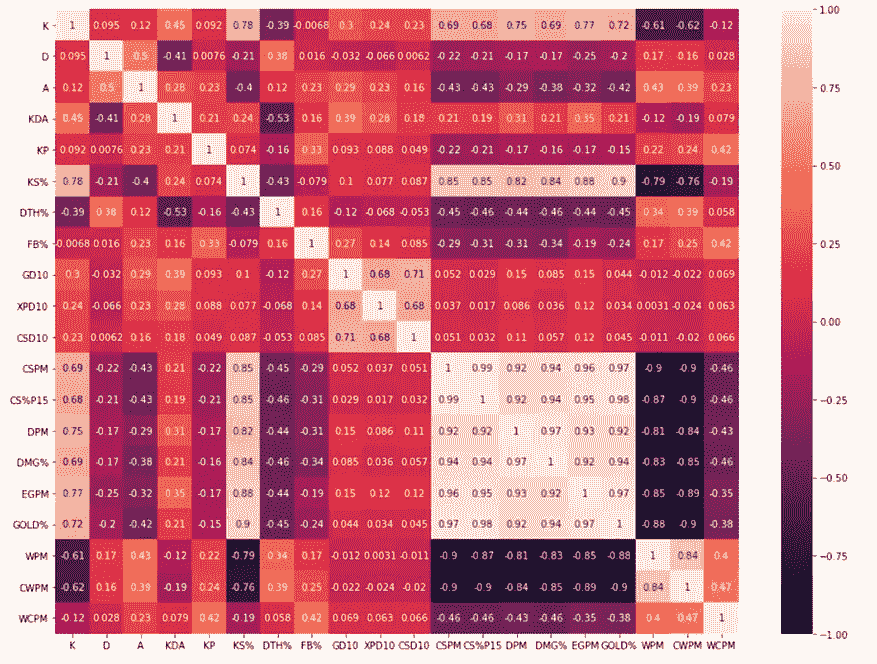 K 1 0.095 0.12 0.45 0.092 0.78 -0.39 -0.0068 0.3 0.24 0.23 0.69 0.68 0.75 0.69 0.77 0.72 -0.61 -0.62 -0.12
D 0.095 1 0.5 -0.41 0.0076 -0.21 0.38 0.016 -0.032 -0.066 0.0062 -0.22 -0.21 -0.17 -0.17 -0.25 -0.2 0.17 0.16 0.028
A 0.12 0.5 1 0.28 0.23 -0.4 0.12 0.23 0.29 0.23 0.16 -0.43 -0.43 -0.29 -0.38 -0.32 -0.42 0.43 0.39 0.23
KDA 0.45 -0.41 0.28 1 0.21 0.24 -0.53 0.16 0.39 0.28 0.18 0.21 0.19 0.31 0.21 0.35 0.21 -0.12 -0.19 0.079
KP 0.092 0.0076 0.23 0.21 1 0.074 -0.16 0.33 0.093 0.088 0.049 -0.22 -0.21 -0.17 -0.16 -0.17 -0.15 0.22 0.24 0.42
KS% 0.78 -0.21 -0.4 0.24 0.074 1 -0.43 -0.079 0.1 0.077 0.087 0.85 0.85 0.82 0.84 0.88 0.9 -0.79 -0.76 -0.19
DTH% -0.39 0.38 0.12 -0.53 -0.16 -0.43 1 0.16 -0.12 -0.068 -0.053 -0.45 -0.46 -0.44 -0.46 -0.44 -0.45 0.34 0.39 0.058
FB% -0.0068 0.016 0.23 0.16 0.33 -0.079 0.16 1 0.27 0.14 0.085 -0.29 -0.31 -0.31 -0.34 -0.19 -0.24 0.17 0.25 0.42
GD10 0.3 -0.032 0.29 0.39 0.093 0.1 -0.12 0.27 1 0.68 0.71 0.052 0.029 0.15 0.085 0.15 0.044 -0.012 -0.022 0.069
XPD10 0.24 -0.066 0.23 0.28 0.088 0.077 -0.068 0.14 0.68 1 0.68 0.037 0.017 0.086 0.036 0.12 0.034 0.0031 -0.024 0.063
CSD10 0.23 0.0062 0.16 0.18 0.049 0.087 -0.053 0.085 0.71 0.68 1 0.051 0.032 0.11 0.057 0.12 0.045 -0.011 -0.02 0.066
CSPM 0.69 -0.22 -0.43 0.21 -0.22 0.85 -0.45 -0.29 0.052 0.037 0.051 1 0.99 0.92 0.94 0.96 0.97 -0.9 -0.9 -0.46
CS%P15 0.68 -0.21 -0.43 0.19 -0.21 0.85 -0.46 -0.31 0.029 0.017 0.032 0.99 1 0.92 0.94 0.95 0.98 -0.87 -0.9 -0.46
DPM 0.75 -0.17 -0.29 0.31 -0.17 0.82 -0.44 -0.31 0.15 0.086 0.11 0.92 0.92 1 0.97 0.93 0.92 -0.81 -0.84 -0.43
DMG% 0.69 -0.17 -0.38 0.21 -0.16 0.84 -0.46 -0.34 0.085 0.036 0.057 0.94 0.94 0.97 1 0.92 0.94 -0.83 -0.85 -0.46
EGPM 0.77 -0.25 -0.32 0.35 -0.17 0.88 -0.44 -0.19 0.15 0.12 0.12 0.96 0.95 0.93 0.92 1 0.97 -0.85 -0.89 -0.35
GOLD% 0.72 -0.2 -0.42 0.21 -0.15 0.9 -0.45 -0.24 0.044 0.034 0.045 0.97 0.98 0.92 0.94 0.97 1 -0.88 -0.9 -0.38
WPM -0.61 0.17 0.43 -0.12 0.22 -0.79 0.34 0.17 -0.012 0.0031 -0.011 -0.9 -0.87 -0.81 -0.83 -0.85 -0.88 1 0.84 0.4
CWPM -0.62 0.16 0.39 -0.19 0.24 -0.76 0.39 0.25 -0.022 -0.024 -0.02 -0.9 -0.9 -0.84 -0.85 -0.89 -0.9 0.84 1 0.47
WCPM -0.12 0.028 0.23 0.079 0.42 -0.19 0.058 0.42 0.069 0.063 0.066 -0.46 -0.46 -0.43 -0.46 -0.35 -0.38 0.4 0.47 1
K D A KDA KP KS% DTH% FB% GD10 XPD10 CSD10 CSPM CS%P15 DPM DMG% EGPM GOLD% WPM CWPM WCPM
1.00
0.75
0.50
0.25
0.00
-0.25
-0.50
-0.75
-1.00